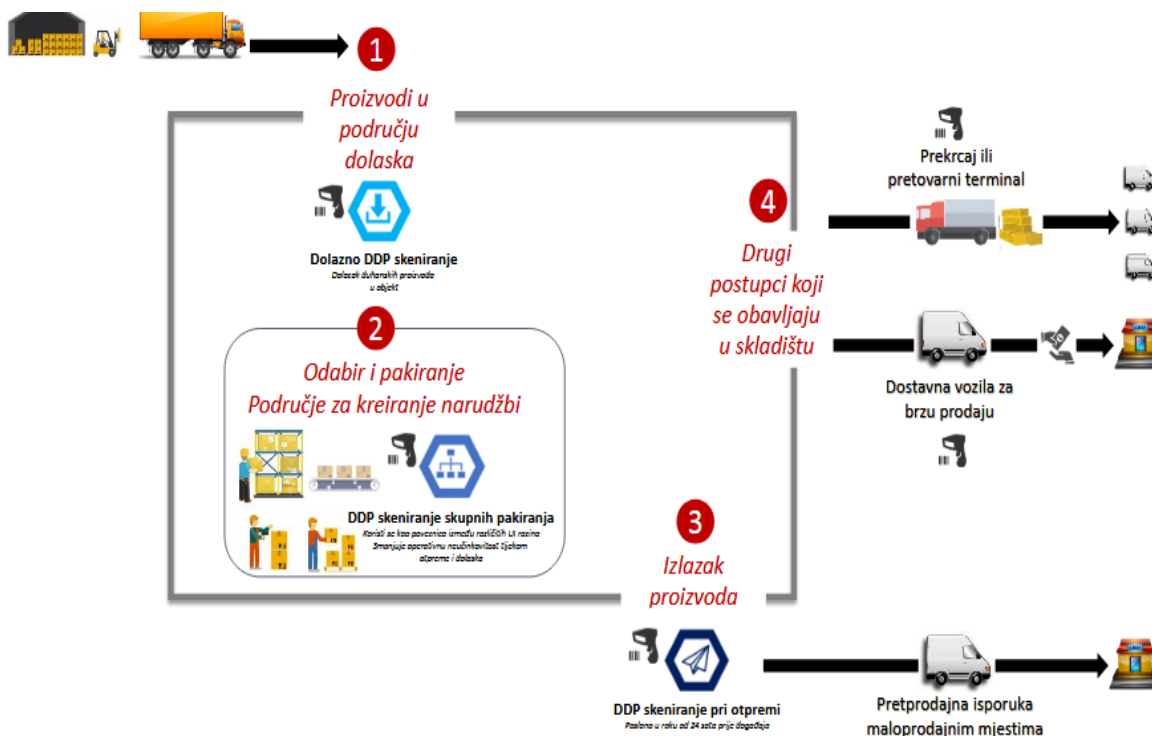 1
Proizvodi u
području
dolaska
Dolazno DDP skeniranje
Dolazak duhanskih proizvoda
u objekt
2
Odabir i pakiranje
Područje za kreiranje narudžbi
DDP skeniranje skupnih pakiranja
Koristi se kao poveznica između različitih UI razina
Smanjuje operativnu neučinkovitost tijekom
otpreme i dolaska
3
Izlazak
proizvoda
DDP skeniranje pri otpremi
Poslano u roku od 24 sata prije događaja
Pretprodajna isporuka
maloprodajnim mjestima
4
Drugi
postupci koji
se obavljaju
u skladištu
Prekrcaj ili
pretovarni terminal
Dostavna vozila za
brzu prodaju